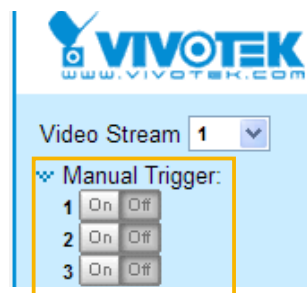 VIVOTEK
www.vivotek.com
Video Stream 1
Manual Trigger:
1 On Off
2 On Off
3 On Off